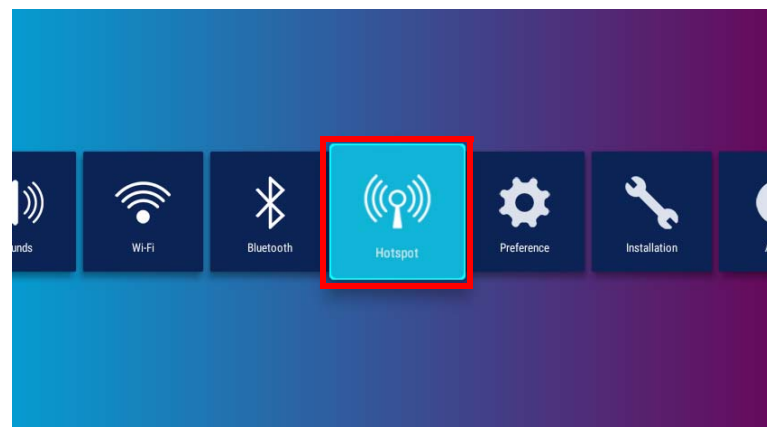 unds
Wi-Fi
Bluetooth
Hotspot
Preference
Installation